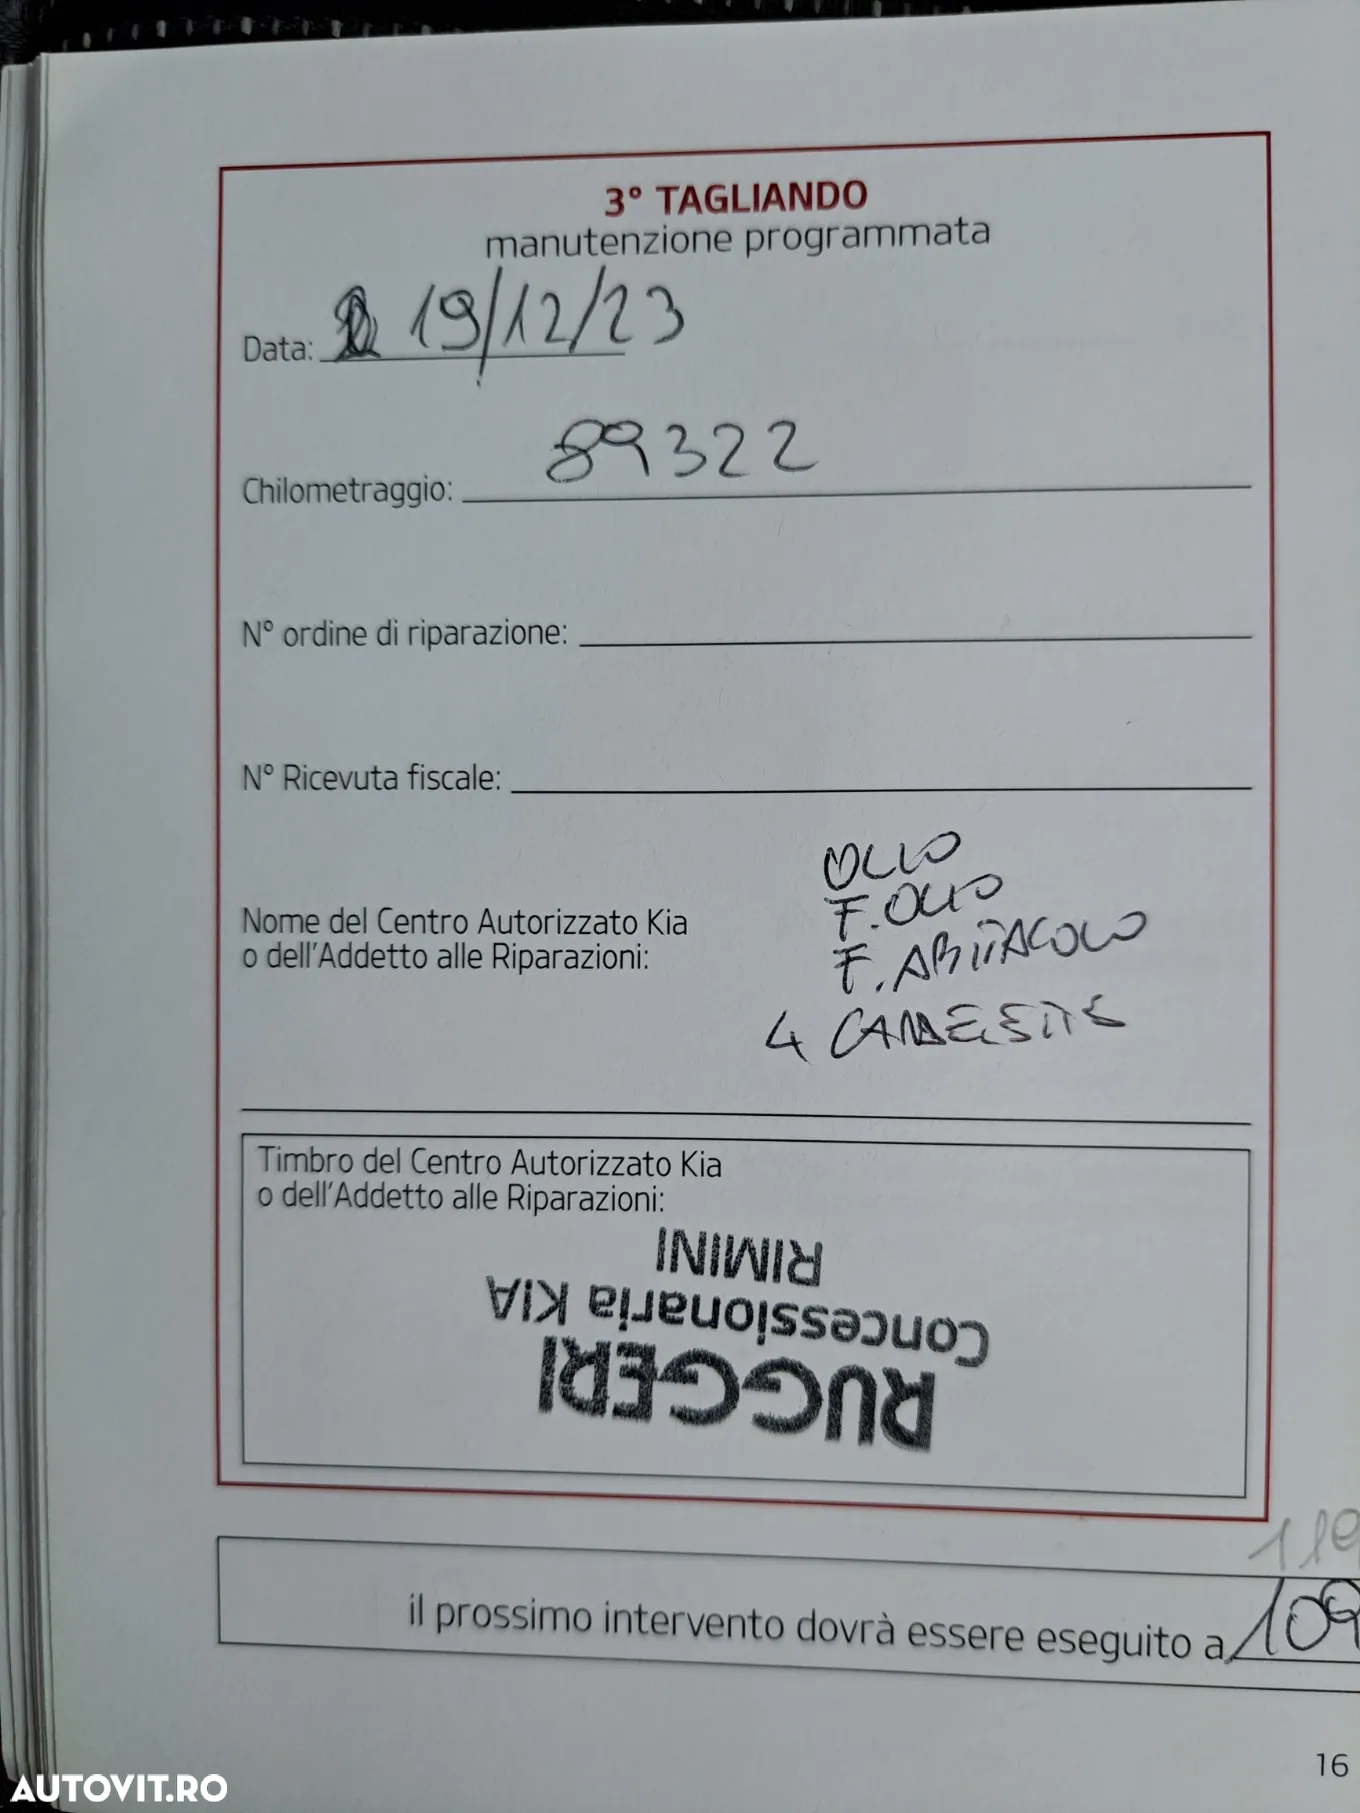 3° TAGLIANDO
manutenzione programmata
Data: 19/12/23
Chilometraggio: 89322
N° ordine di riparazione:
N° Ricevuta fiscale:
OLIO
F. OLIO
Nome del Centro Autorizzato Kia
o dell'Addetto alle Riparazioni:
F. ABITACOLO
4 CANDELETTE
Timbro del Centro Autorizzato Kia
o dell'Addetto alle Riparazioni:
RUGGERI
Concessionaria KIA
RIMINI
119
il prossimo intervento dovrà essere eseguito a 109
16
AUTOVIT.RO